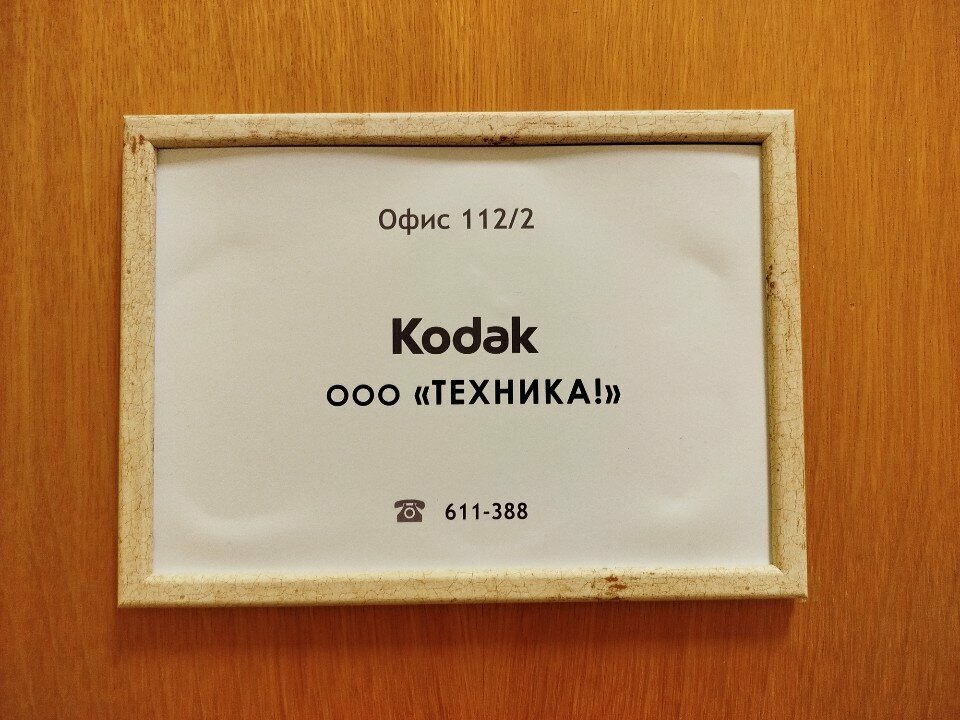 Офис 112/2
Kodak
ООО «ТЕХНИКА!»
☎ 611-388